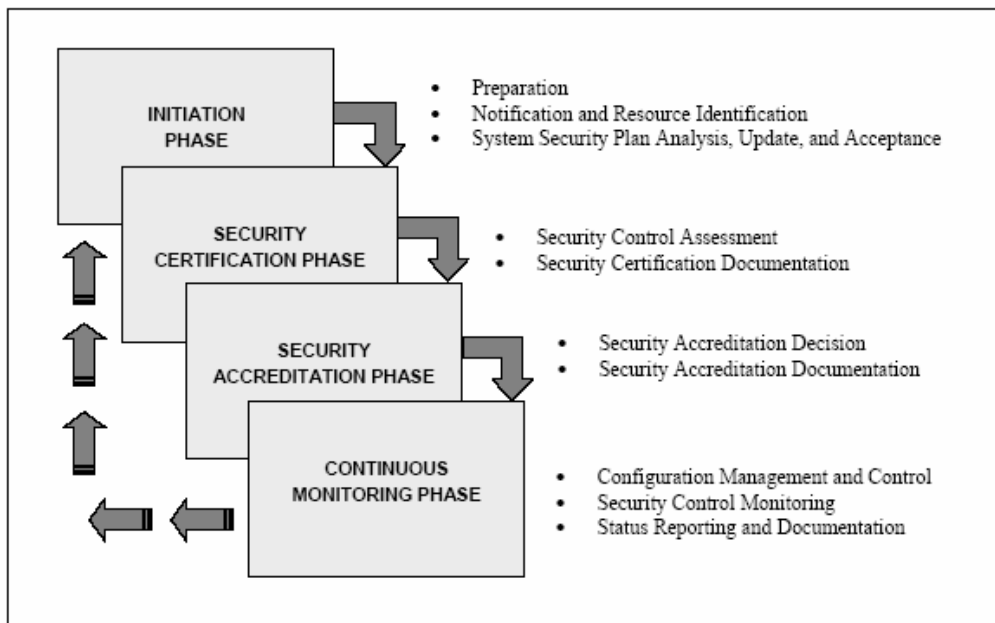 INITIATION
PHASE
• Preparation
• Notification and Resource Identification
• System Security Plan Analysis, Update, and Acceptance
SECURITY
CERTIFICATION PHASE
• Security Control Assessment
• Security Certification Documentation
SECURITY
ACCREDITATION PHASE
• Security Accreditation Decision
• Security Accreditation Documentation
CONTINUOUS
MONITORING PHASE
• Configuration Management and Control
• Security Control Monitoring
• Status Reporting and Documentation